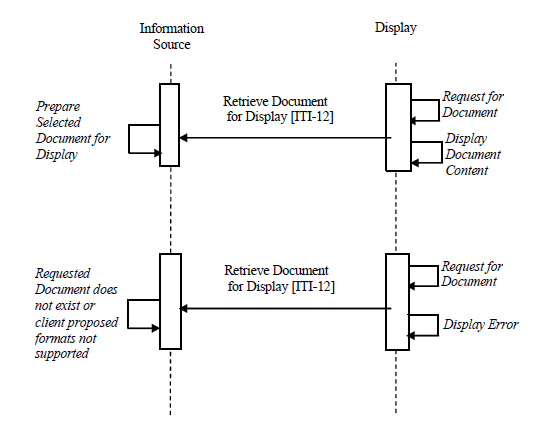 Information
Source
Display
Prepare
Selected
Document for
Display
Retrieve Document
for Display [ITI-12]
Request for
Document
Display
Document
Content
Requested
Document does
not exist or
client proposed
formats not
supported
Retrieve Document
for Display [ITI-12]
Request for
Document
Display Error